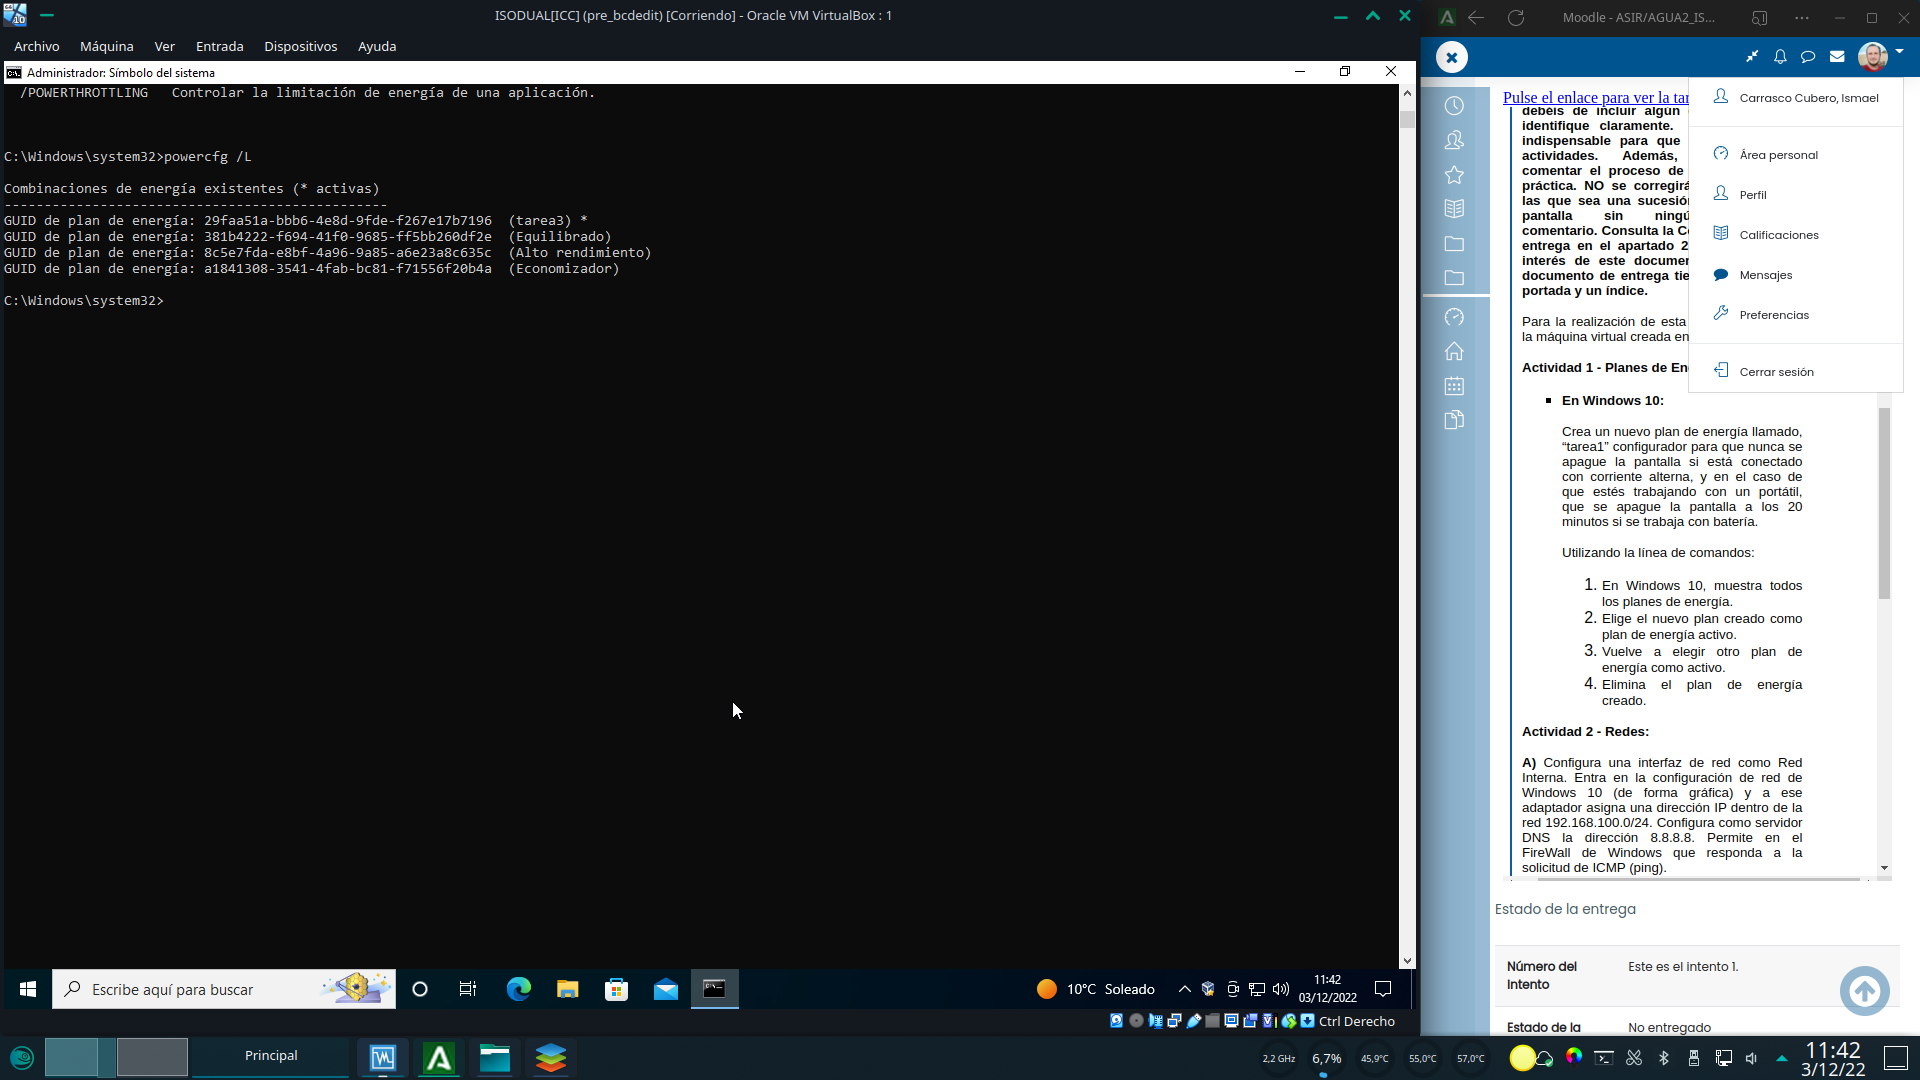 ISODUAL[ICC] (pre_bcdedit) [Corriendo] - Oracle VM VirtualBox : 1
Archivo Máquina Ver Entrada Dispositivos Ayuda
Administrador: Símbolo del sistema
/POWERTHROTTLING Controlar la limitación de energía de una aplicación.
C:\Windows\system32>powercfg /L
Combinaciones de energía existentes (* activas)
------------------------------------------------
GUID de plan de energía: 29faa51a-bbb6-4e8d-9fde-f267e17b7196 (tarea3) *
GUID de plan de energía: 381b4222-f694-41f0-9685-ff5bb260df2e (Equilibrado)
GUID de plan de energía: 8c5e7fda-e8bf-4a96-9a85-a6e23a8c635c (Alto rendimiento)
GUID de plan de energía: a1841308-3541-4fab-bc81-f71556f20b4a (Economizador)
C:\Windows\system32>
Escribe aquí para buscar
10°C Soleado
11:42
03/12/2022
Ctrl Derecho
Moodle - ASIR/AGUA2_IS...
Pulse el enlace para ver la tar
debéis de incluir algún
identifique claramente.
indispensable para que
actividades. Además,
comentar el proceso de
práctica. NO se corregirá
las que sea una sucesión
pantalla sin ningú
comentario. Consulta la C
entrega en el apartado 2
interés de este documen
documento de entrega tie
portada y un índice.
Para la realización de esta
la máquina virtual creada en
Actividad 1 - Planes de En
Carrasco Cubero, Ismael
Área personal
Perfil
Calificaciones
Mensajes
Preferencias
Cerrar sesión
En Windows 10:
Crea un nuevo plan de energía llamado,
“tarea1” configurador para que nunca se
apague la pantalla si está conectado
con corriente alterna, y en el caso de
que estés trabajando con un portátil,
que se apague la pantalla a los 20
minutos si se trabaja con batería.
Utilizando la línea de comandos:
1. En Windows 10, muestra todos
los planes de energía.
2. Elige el nuevo plan creado como
plan de energía activo.
3. Vuelve a elegir otro plan de
energía como activo.
4. Elimina el plan de energía
creado.
Actividad 2 - Redes:
A) Configura una interfaz de red como Red
Interna. Entra en la configuración de red de
Windows 10 (de forma gráfica) y a ese
adaptador asigna una dirección IP dentro de la
red 192.168.100.0/24. Configura como servidor
DNS la dirección 8.8.8.8. Permite en el
FireWall de Windows que responda a la
solicitud de ICMP (ping).
Estado de la entrega
Número del Este es el intento 1.
Intento
Estado de la No entregado
Principal
2,2 GHz 6,7% 45,9°C 55,0°C 57,0°C
11:42
3/12/22